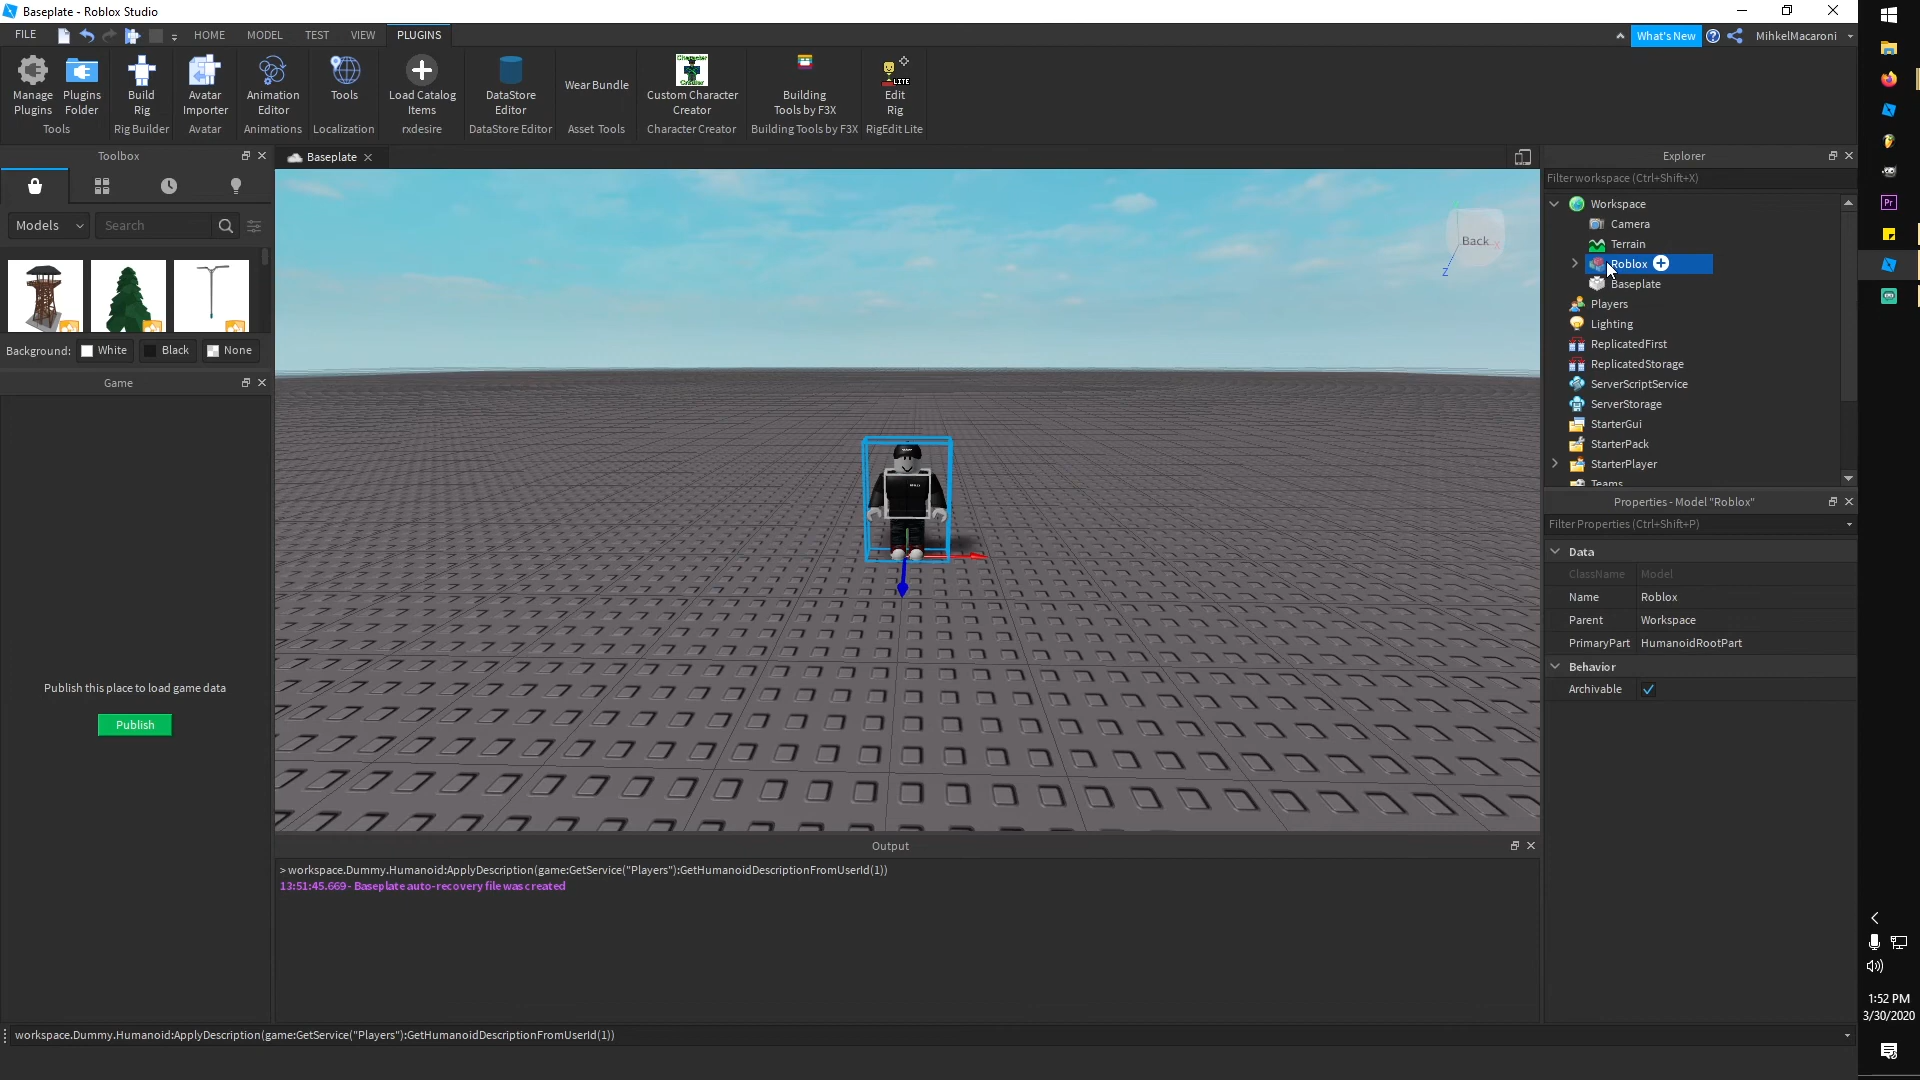 Baseplate - Roblox Studio
FILE HOME MODEL TEST VIEW PLUGINS What's New MihkelMacaroni
Manage Plugins
Plugins Folder
Tools
Build Rig
Rig Builder
Avatar Importer
Avatar
Animation Editor
Animations
Tools
Localization
Load Catalog Items
rxdesire
DataStore Editor
DataStore Editor
Wear Bundle
Asset Tools
Custom Character Creator
Character Creator
Building Tools by F3X
Building Tools by F3X
LITE
Edit Rig
RigEdit Lite
Toolbox
Models Search
Background: White Black None
Game
Publish this place to load game data
Publish
Baseplate
Back
Z
Output
> workspace.Dummy.Humanoid:ApplyDescription(game:GetService("Players"):GetHumanoidDescriptionFromUserId(1))
13:51:45.669 - Baseplate auto-recovery file was created
workspace.Dummy.Humanoid:ApplyDescription(game:GetService("Players"):GetHumanoidDescriptionFromUserId(1))
Explorer
Filter workspace (Ctrl+Shift+X)
Workspace
Camera
Terrain
Roblox
Baseplate
Players
Lighting
ReplicatedFirst
ReplicatedStorage
ServerScriptService
ServerStorage
StarterGui
StarterPack
StarterPlayer
Teams
Properties - Model "Roblox"
Filter Properties (Ctrl+Shift+P)
Data
ClassName Model
Name Roblox
Parent Workspace
PrimaryPart HumanoidRootPart
Behavior
Archivable
Pr
1:52 PM
3/30/2020